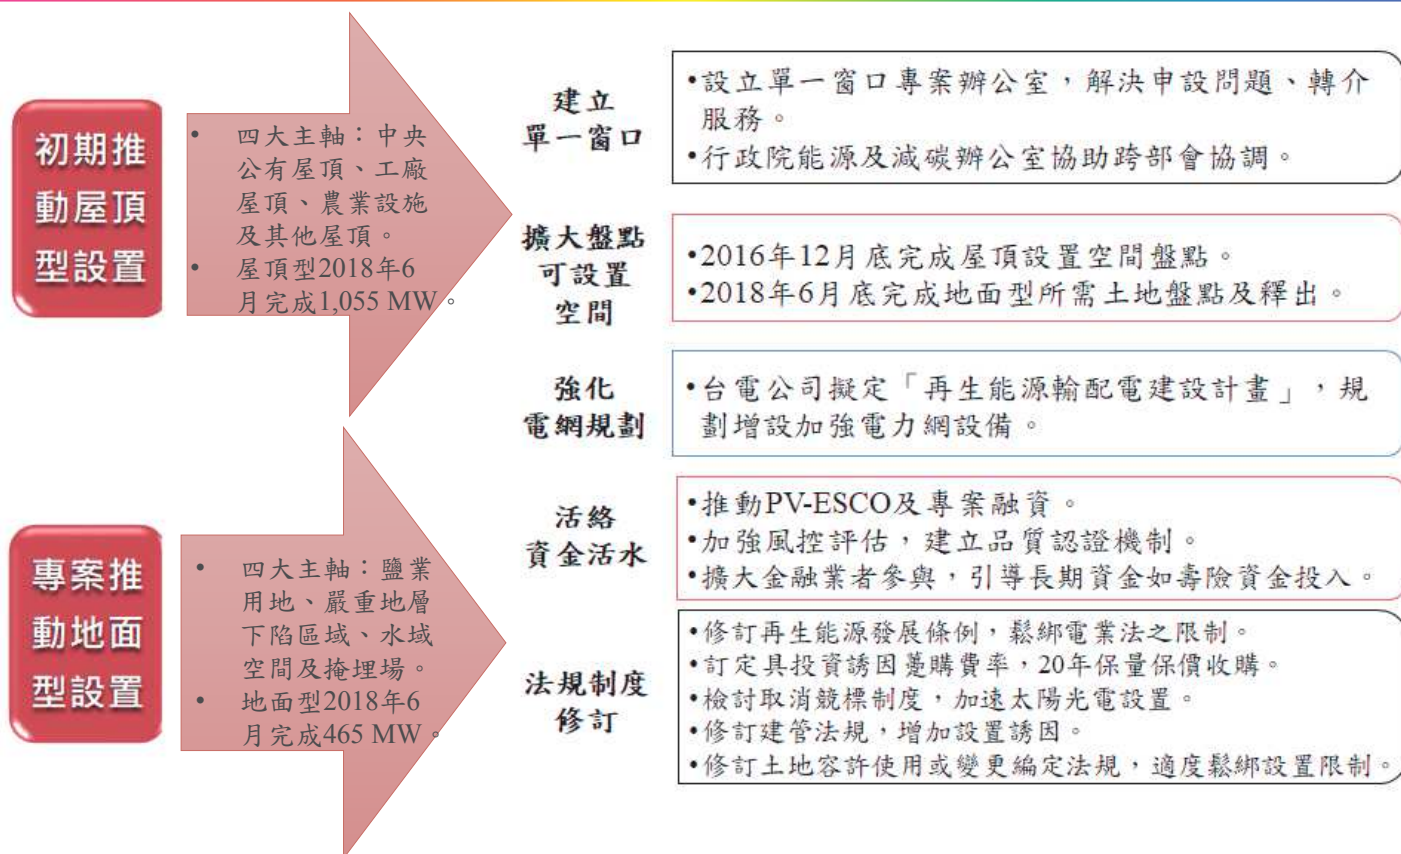 初期推
動屋頂
型設置
• 四大主軸：中央
公有屋頂、工廠
屋頂、農業設施
及其他屋頂。
• 屋頂型2018年6
月完成1,055 MW。
專案推
動地面
型設置
• 四大主軸：鹽業
用地、嚴重地層
下陷區域、水域
空間及掩埋場。
• 地面型2018年6
月完成465 MW。
建立
單一窗口
•設立單一窗口專案辦公室，解決申設問題、轉介
服務。
•行政院能源及減碳辦公室協助跨部會協調。
擴大盤點
可設置
空間
•2016年12月底完成屋頂設置空間盤點。
•2018年6月底完成地面型所需土地盤點及釋出。
強化
電網規劃
•台電公司擬定「再生能源輸配電建設計畫」，規
劃增設加強電力網設備。
活絡
資金活水
•推動PV-ESCO及專案融資。
•加強風控評估，建立品質認證機制。
•擴大金融業者參與，引導長期資金如壽險資金投入。
法規制度
修訂
•修訂再生能源發展條例，鬆綁電業法之限制。
•訂定具投資誘因躉購費率，20年保量保價收購。
•檢討取消競標制度，加速太陽光電設置。
•修訂建管法規，增加設置誘因。
•修訂土地容許使用或變更編定法規，適度鬆綁設置限制。